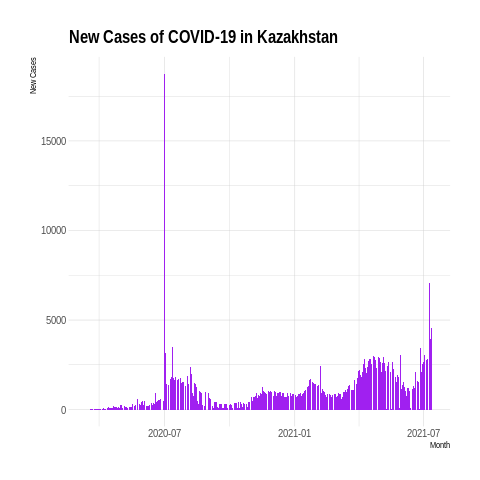 New Cases of COVID-19 in Kazakhstan
New Cases
15000
10000
5000
0
2020-07
2021-01
2021-07
Month